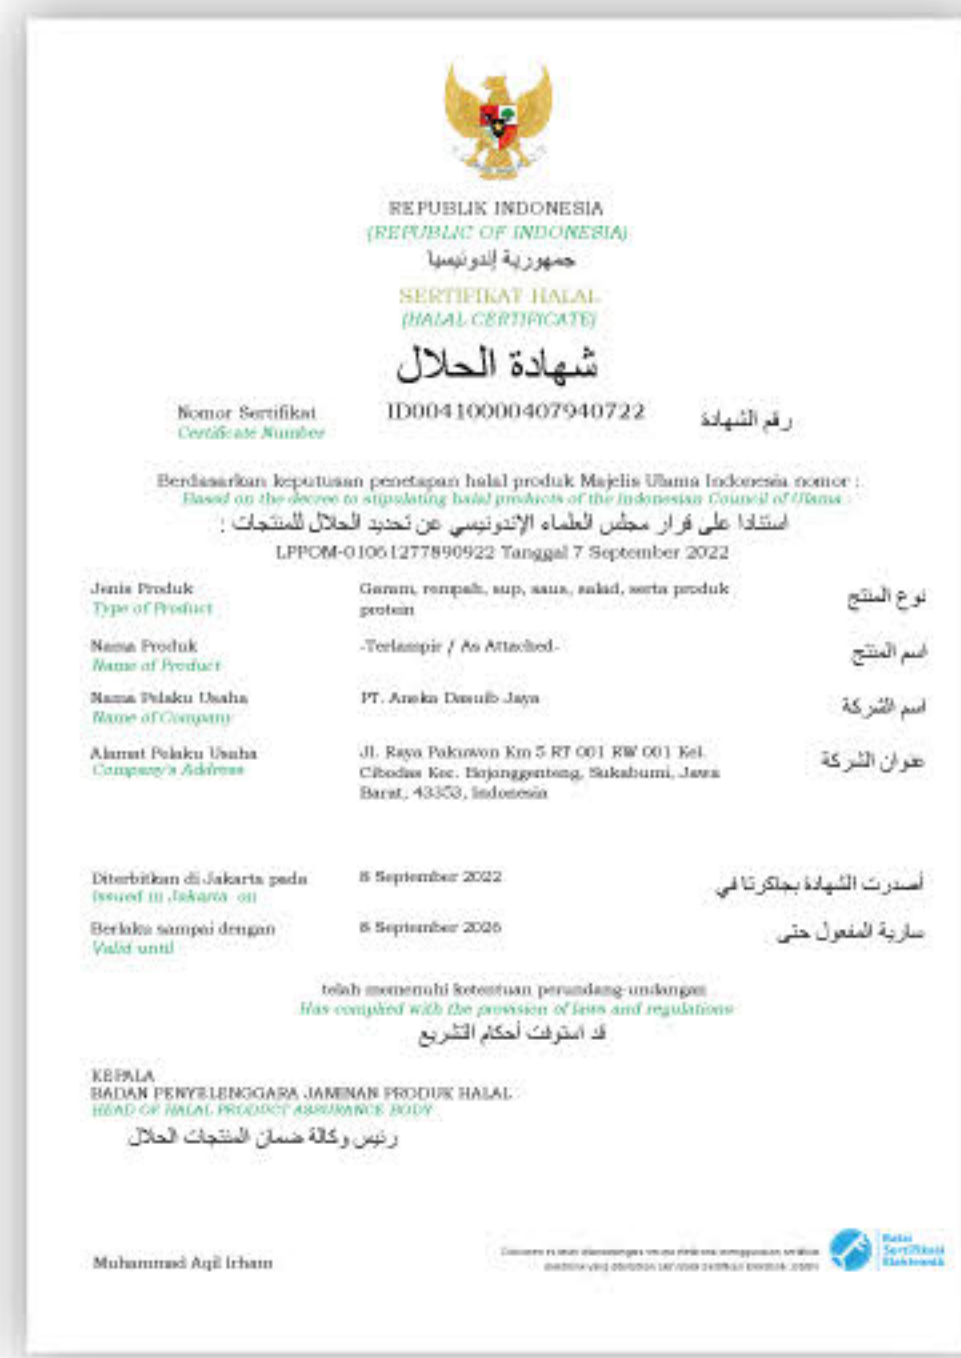 REPUBLIK INDONESIA
(REPUBLIC OF INDONESIA)
جمهورية إندونيسيا
SERTIFIKAT HALAL
(HALAL CERTIFICATE)
شهادة الحلال
Nomor Sertifikat ID00410000407940722 رقم الشهادة
Certificate Number
Berdasarkan keputusan penetapan halal produk Majelis Ulama Indonesia nomor :
Based on the decree to stipulating halal products of the Indonesian Council of Ulama
استنادا على قرار مجلس العلماء الإندونيسي عن تحديد الحلال للمنتجات :
LPPOM-01061277890922 Tanggal 7 September 2022
Jenis Produk Garam, rempah, sup, saus, salad, serta produk نوع المنتج
Type of Product protein
Nama Produk -Terlampir / As Attached- اسم المنتج
Name of Product
Nama Pelaku Usaha PT. Aneka Dasuib Jaya اسم الشركة
Name of Company
Alamat Pelaku Usaha Jl. Raya Pakuwon Km 5 RT 001 RW 001 Kel. عنوان الشركة
Company's Address Cibodas Kec. Bojonggenteng, Sukabumi, Jawa
Barat, 43353, Indonesia
Diterbitkan di Jakarta pada 8 September 2022 أصدرت الشهادة بجاكرتا في
Issued in Jakarta on
Berlaku sampai dengan 8 September 2026 سارية المفعول حتى
Valid until
telah memenuhi ketentuan perundang-undangan
Has complied with the provision of laws and regulations
قد استوفت أحكام التشريع
KEPALA
BADAN PENYELENGGARA JAMINAN PRODUK HALAL
HEAD OF HALAL PRODUCT ASSURANCE BODY
رئيس وكالة ضمان المنتجات الحلال
Muhammad Aqil Irham
Balai
Sertifikasi
Elektronik